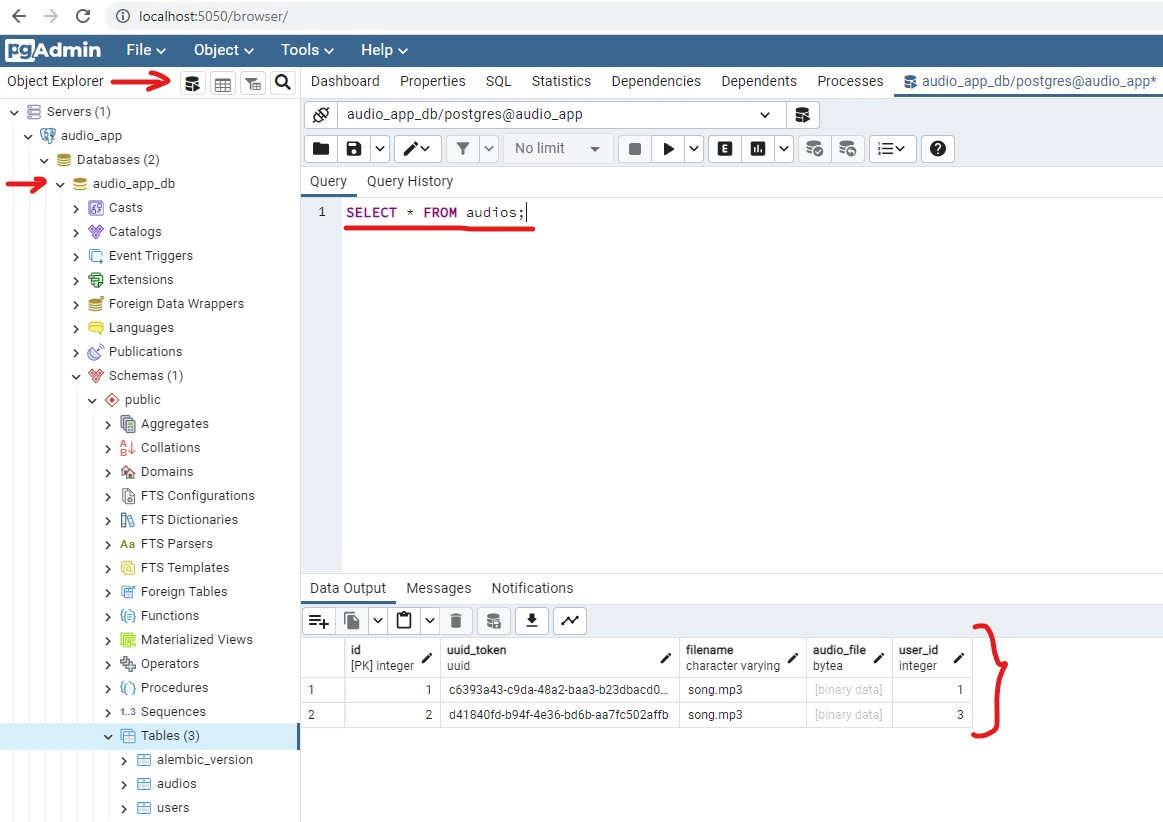 localhost:5050/browser/
pgAdmin File Object Tools Help
Object Explorer
Dashboard Properties SQL Statistics Dependencies Dependents Processes audio_app_db/postgres@audio_app*
Servers (1)
audio_app
Databases (2)
audio_app_db
Casts
Catalogs
Event Triggers
Extensions
Foreign Data Wrappers
Languages
Publications
Schemas (1)
public
Aggregates
Collations
Domains
FTS Configurations
FTS Dictionaries
Aa FTS Parsers
FTS Templates
Foreign Tables
Functions
Materialized Views
Operators
Procedures
1..3 Sequences
Tables (3)
alembic_version
audios
users
audio_app_db/postgres@audio_app
No limit E
Query Query History
1 SELECT * FROM audios;
Data Output Messages Notifications
id uuid_token filename audio_file user_id
[PK] integer uuid character varying bytea integer
1 1 c6393a43-c9da-48a2-baa3-b23dbacd0... song.mp3 [binary data] 1
2 2 d41840fd-b94f-4e36-bd6b-aa7fc502affb song.mp3 [binary data] 3